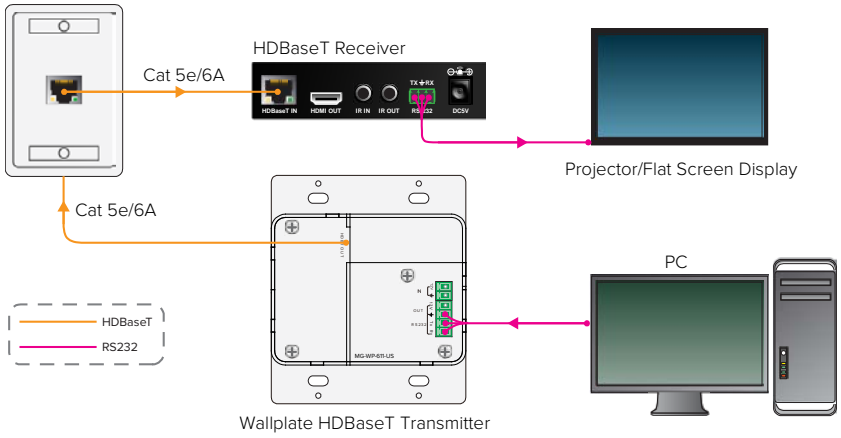 HDBaseT Receiver
Cat 5e/6A
TX RX
HDBaseT IN HDMI OUT IR IN IR OUT RS232 DC5V
Projector/Flat Screen Display
Cat 5e/6A
PC
OUT
RS232
MG-WP-611-US
HDBaseT
RS232
Wallplate HDBaseT Transmitter